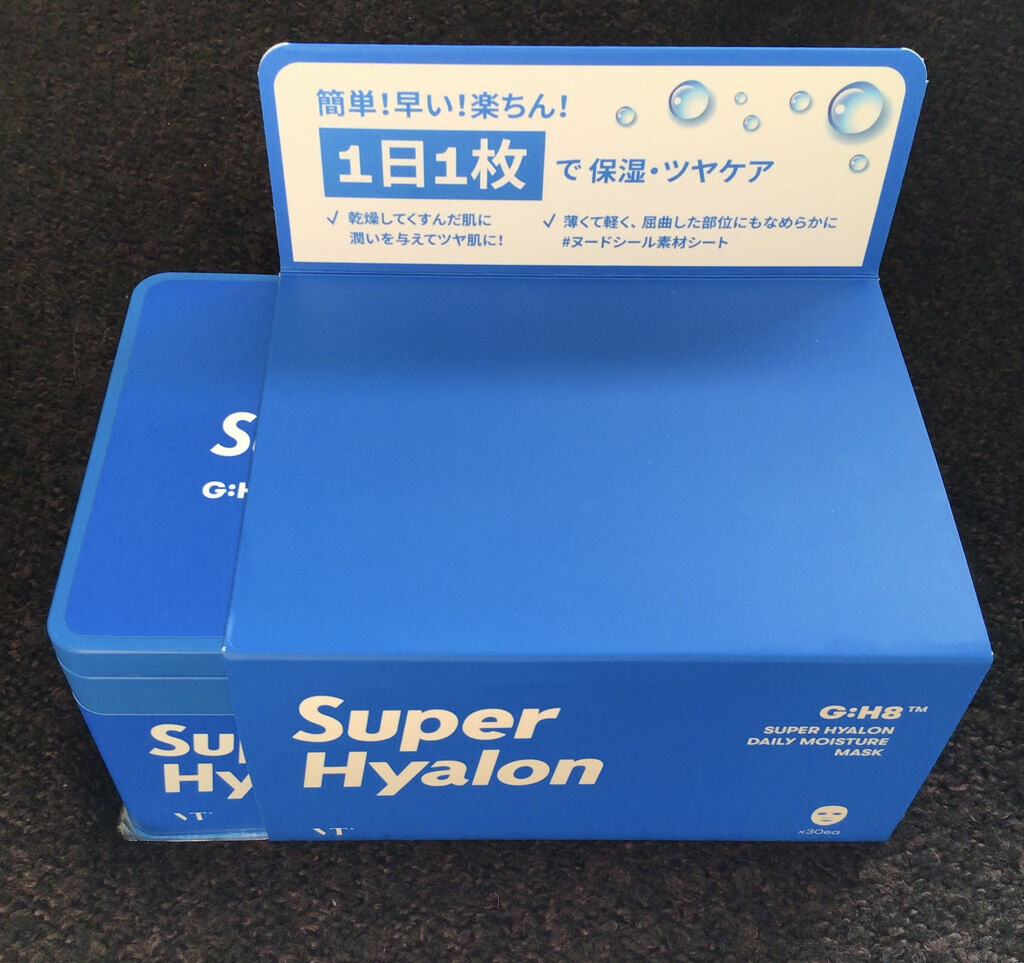 簡単！早い！楽ちん！
1日1枚で 保湿・ツヤケア
✓ 乾燥してくすんだ肌に
潤いを与えてツヤ肌に！
✓ 薄くて軽く、屈曲した部位にもなめらかに
#ヌードシール素材シート
S
G:H
Super
Hyalon
VT
G:H8™
SUPER HYALON
DAILY MOISTURE
MASK
x30ea
Sup
Hy
VT